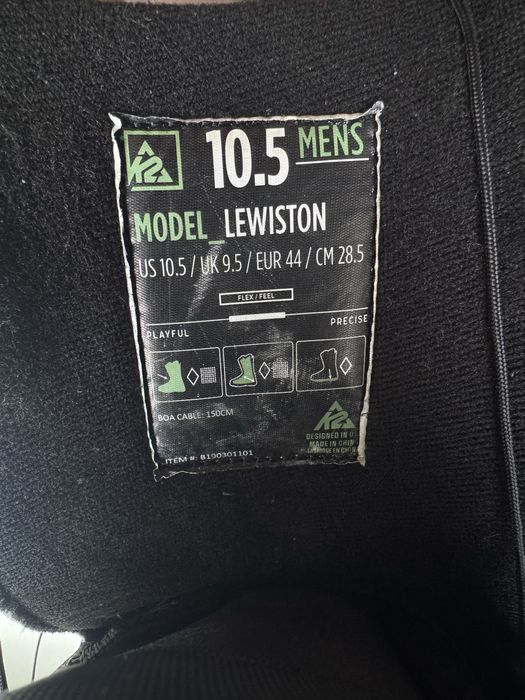 K2
10.5 MENS
MODEL_LEWISTON
US 10.5 / UK 9.5 / EUR 44 / CM 28.5
FLEX / FEEL
PLAYFUL
PRECISE
BOA CABLE: 150CM
K2
DESIGNED IN
MADE IN
ITEM #: B190301101